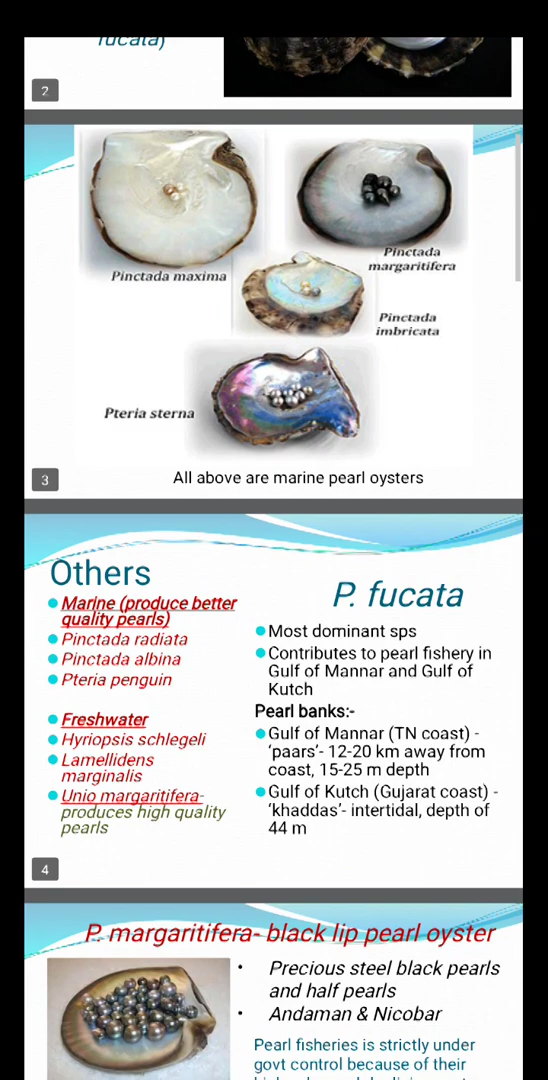 fucata)
2
Pinctada maxima
Pinctada
margaritifera
Pinctada
imbricata
Pteria sterna
All above are marine pearl oysters
3
Others
Marine (produce better
quality pearls)
Pinctada radiata
Pinctada albina
Pteria penguin
Freshwater
Hyriopsis schlegeli
Lamellidens
marginalis
Unio margaritifera-
produces high quality
pearls
P. fucata
Most dominant sps
Contributes to pearl fishery in
Gulf of Mannar and Gulf of
Kutch
Pearl banks:-
Gulf of Mannar (TN coast) -
‘paars’- 12-20 km away from
coast, 15-25 m depth
Gulf of Kutch (Gujarat coast) -
‘khaddas’- intertidal, depth of
44 m
4
P. margaritifera- black lip pearl oyster
• Precious steel black pearls
and half pearls
• Andaman & Nicobar
Pearl fisheries is strictly under
govt control because of their